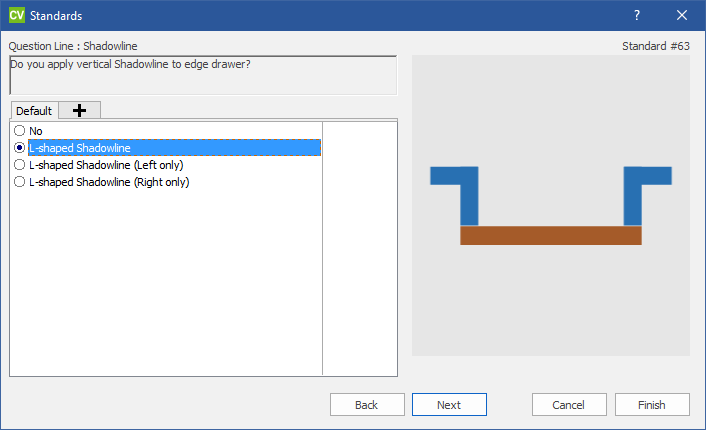 CV Standards ?
Question Line : Shadowline Standard #63
Do you apply vertical Shadowline to edge drawer?
Default
No
L-shaped Shadowline
L-shaped Shadowline (Left only)
L-shaped Shadowline (Right only)
Back Next Cancel Finish